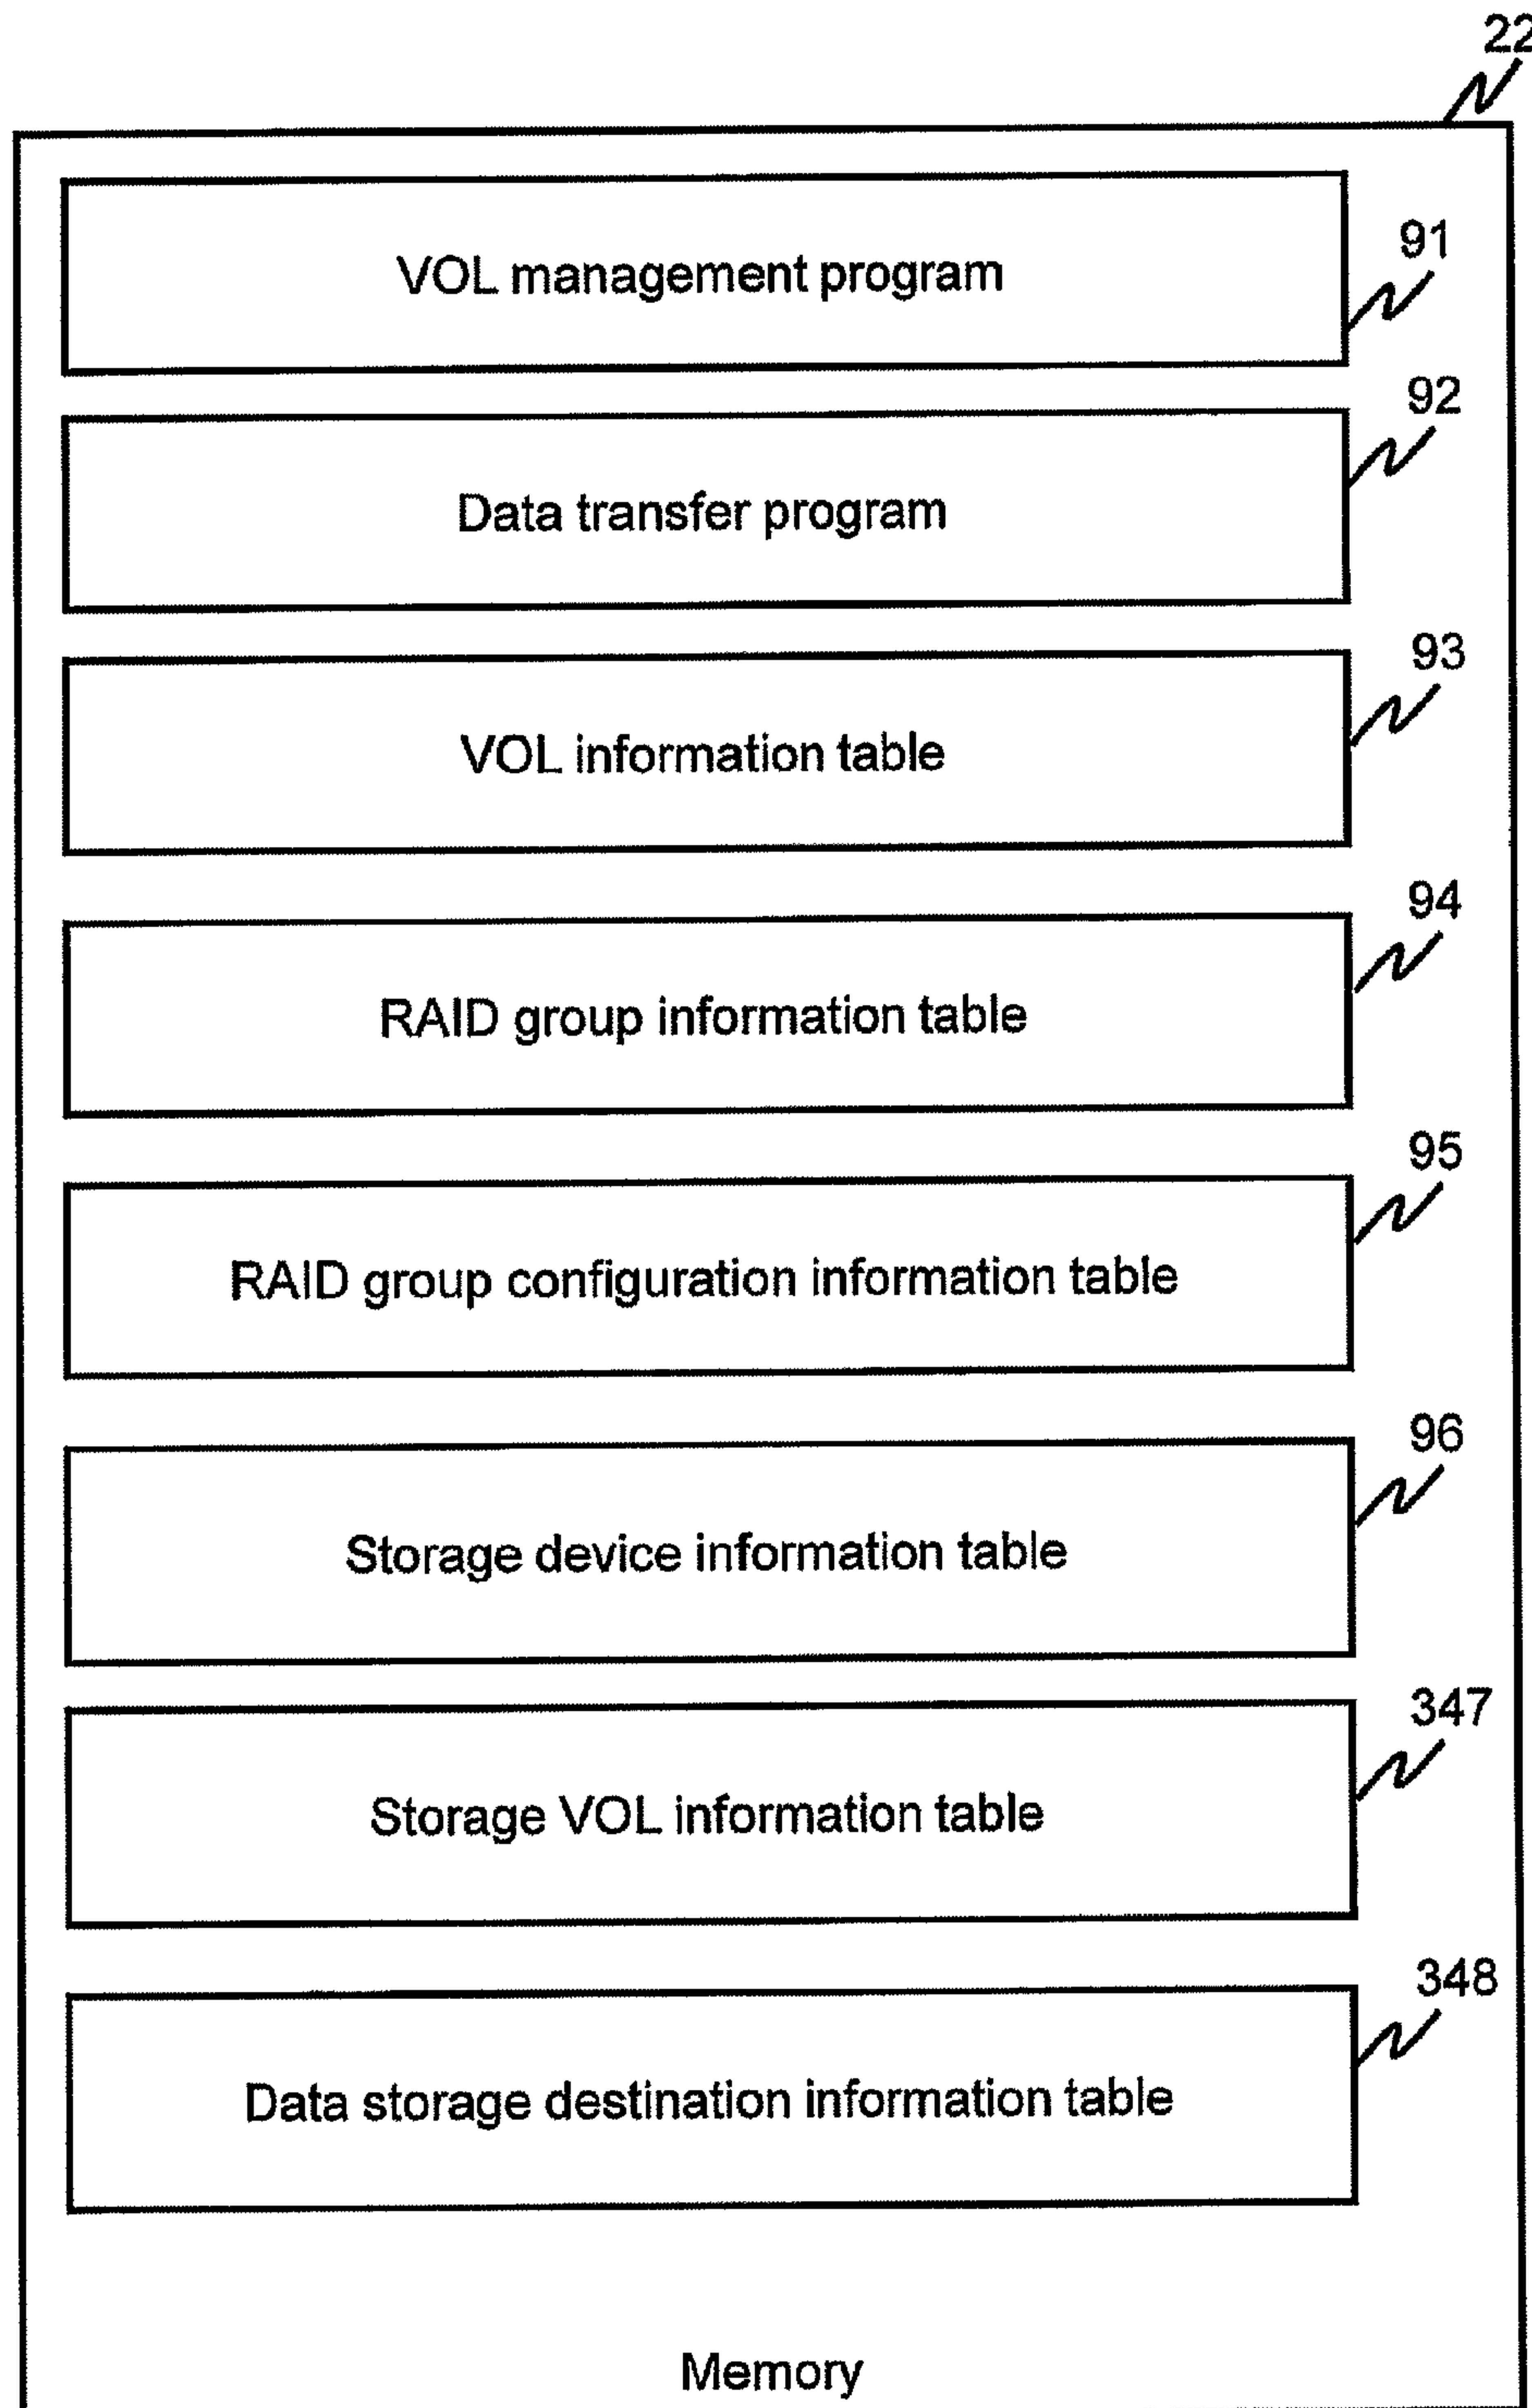 22
VOL management program
91
Data transfer program
92
VOL information table
93
RAID group information table
94
RAID group configuration information table
95
Storage device information table
96
Storage VOL information table
347
Data storage destination information table
348
Memory